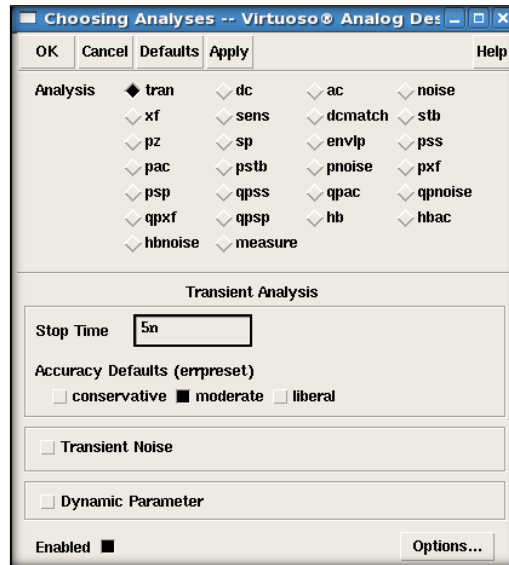 Choosing Analyses -- Virtuoso® Analog Des
OK Cancel Defaults Apply Help
Analysis tran dc ac noise
xf sens dcmatch stb
pz sp envlp pss
pac pstb pnoise pxf
psp qpss qpac qpnoise
qpxf qpsp hb hbac
hbnoise measure
Transient Analysis
Stop Time 5n
Accuracy Defaults (errpreset)
conservative moderate liberal
Transient Noise
Dynamic Parameter
Enabled Options...